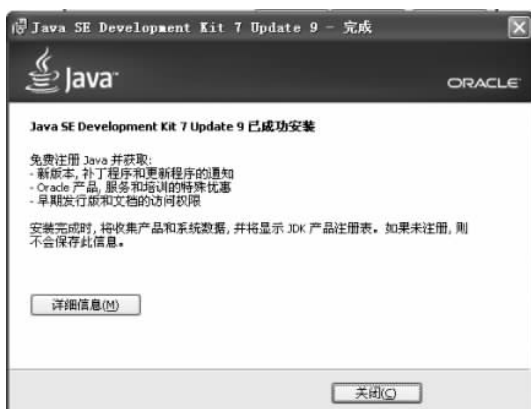 Java SE Development Kit 7 Update 9 - 完成
Java
ORACLE
Java SE Development Kit 7 Update 9 已成功安装
免费注册 Java 并获取:
- 新版本, 补丁程序和更新程序的通知
- Oracle 产品, 服务和培训的特殊优惠
- 早期发行版和文档的访问权限
安装完成时, 将收集产品和系统数据, 并将显示 JDK 产品注册表。如果未注册, 则
不会保存此信息。
详细信息(M)
关闭(C)